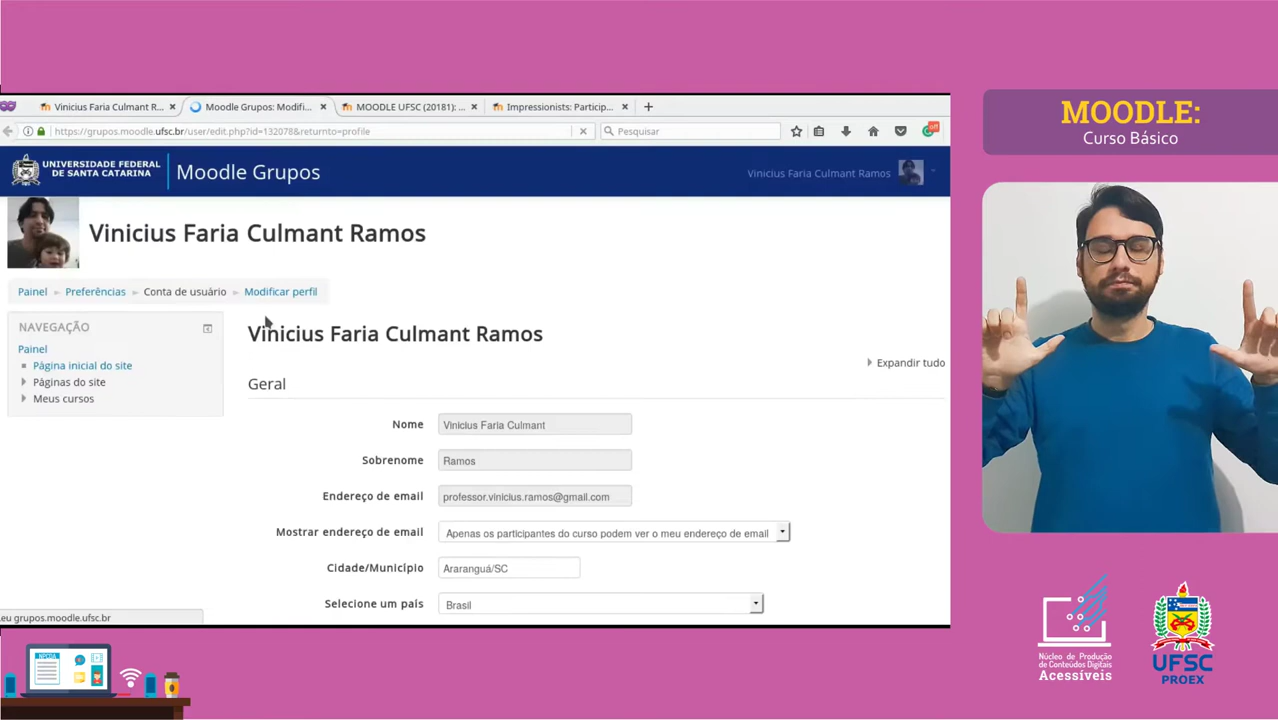 Vinicius Faria Culmant R...
Moodle Grupos: Modifi...
MOODLE UFSC (20181): ...
Impressionists: Particip...
https://grupos.moodle.ufsc.br/user/edit.php?id=132078&returnto=profile
Pesquisar
off
UNIVERSIDADE FEDERAL
DE SANTA CATARINA
Moodle Grupos
Vinicius Faria Culmant Ramos
Vinicius Faria Culmant Ramos
Painel
Preferências
Conta de usuário
Modificar perfil
NAVEGAÇÃO
Painel
Página inicial do site
Páginas do site
Meus cursos
Vinicius Faria Culmant Ramos
Expandir tudo
Geral
Nome
Vinicius Faria Culmant
Sobrenome
Ramos
Endereço de email
professor.vinicius.ramos@gmail.com
Mostrar endereço de email
Apenas os participantes do curso podem ver o meu endereço de email
Cidade/Município
Araranguá/SC
Selecione um país
Brasil
eu grupos.moodle.ufsc.br
MOODLE:
Curso Básico
Núcleo de Produção
de Conteúdos Digitais
Acessíveis
UFSC
PROEX